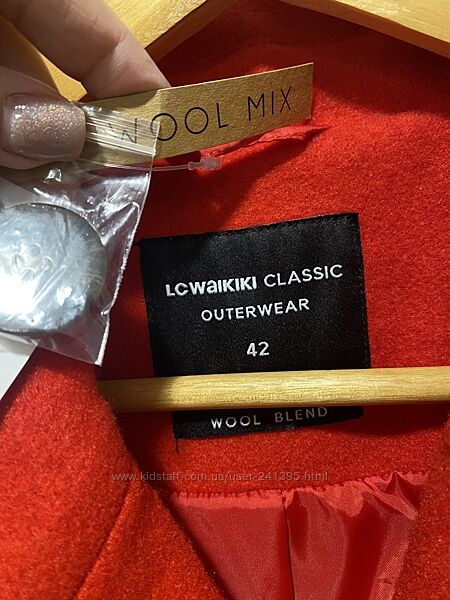 WOOL MIX
LCWAIKIKI CLASSIC
OUTERWEAR
42
WOOL BLEND
www.kidstaff.com.ua/user-241395.html